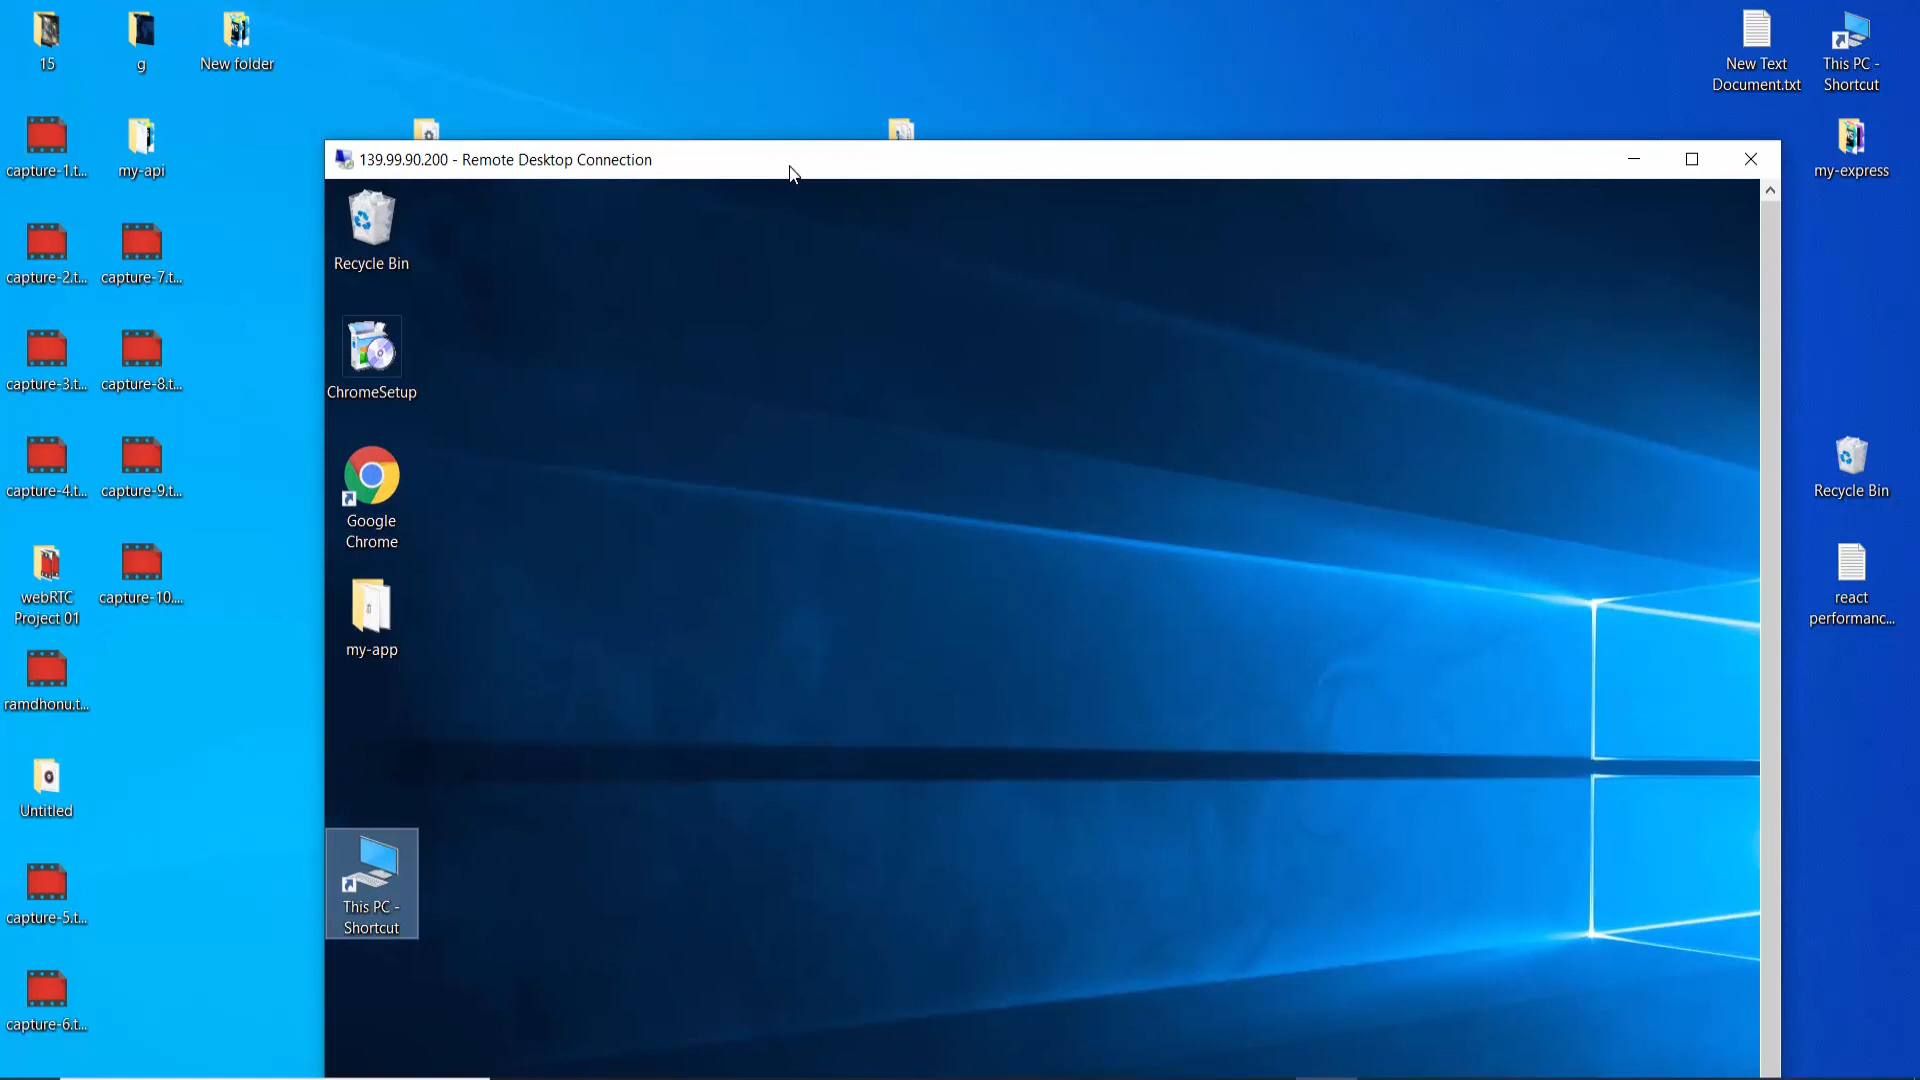 15
g
New folder
New Text
Document.txt
This PC -
Shortcut
capture-1.t...
my-api
my-express
139.99.90.200 - Remote Desktop Connection
Recycle Bin
capture-2.t...
capture-7.t...
ChromeSetup
capture-3.t...
capture-8.t...
Google
Chrome
capture-4.t...
capture-9.t...
Recycle Bin
webRTC
Project 01
capture-10....
my-app
react
performanc...
ramdhonu.t...
Untitled
This PC -
Shortcut
capture-5.t...
capture-6.t...